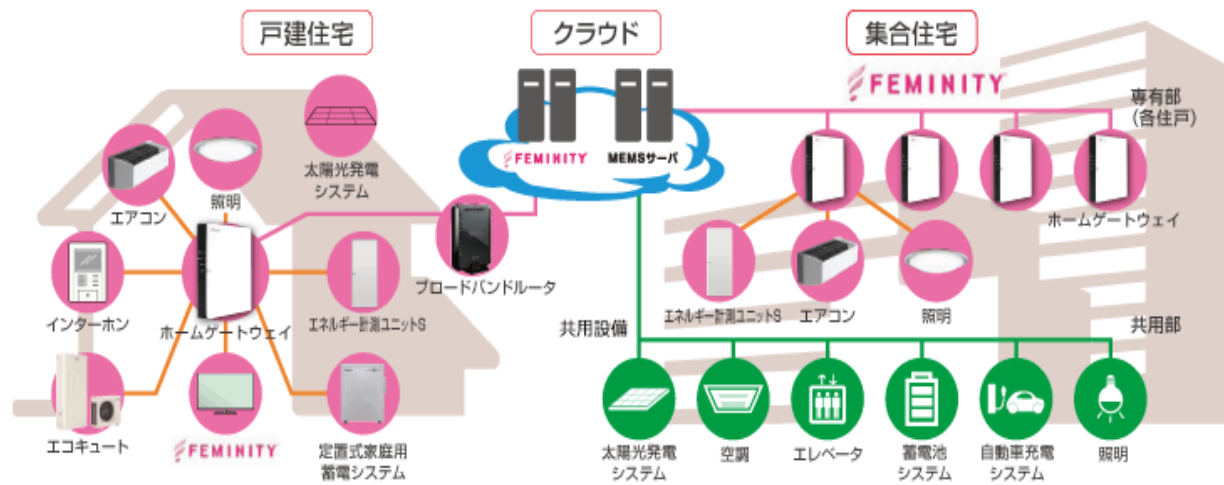 戸建住宅
クラウド
集合住宅
FEMINITY
専有部
（各住戸）
FEMINITY
MEMSサーバ
太陽光発電
システム
エアコン
照明
ホームゲートウェイ
インターホン
ホームゲートウェイ
エネルギー計測ユニットS
ブロードバンドルータ
エネルギー計測ユニットS
エアコン
照明
共用設備
共用部
エコキュート
FEMINITY
定置式家庭用
蓄電システム
太陽光発電
システム
空調
エレベータ
蓄電池
システム
自動車充電
システム
照明